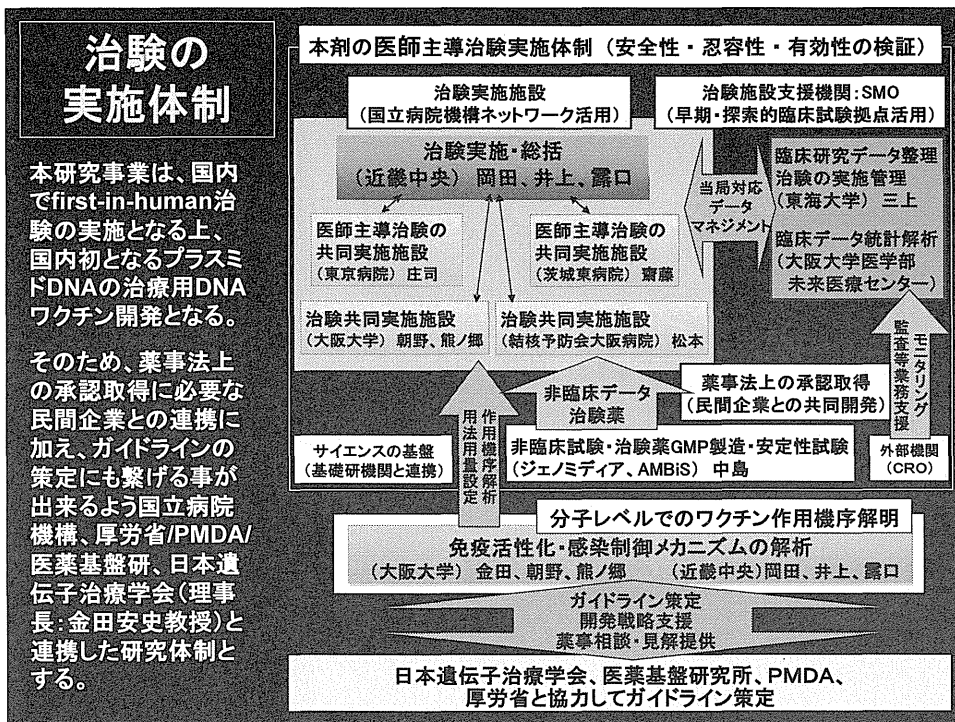 治験の
実施体制
本研究事業は、国内
でfirst-in-human治
験の実施となる上、
国内初となるプラスミ
ドDNAの治療用DNA
ワクチン開発となる。
そのため、薬事法上
の承認取得に必要な
民間企業との連携に
加え、ガイドラインの
策定にも繋げる事が
出来るよう国立病院
機構、厚労省/PMDA/
医薬基盤研、日本遺
伝子治療学会(理事
長:金田安史教授)と
連携した研究体制と
する。
本剤の医師主導治験実施体制(安全性・忍容性・有効性の検証)
治験実施施設
(国立病院機構ネットワーク活用)
治験施設支援機関:SMO
(早期・探索的臨床試験拠点活用)
治験実施・総括
(近畿中央) 岡田、井上、露口
医師主導治験の
共同実施施設
(東京病院) 庄司
医師主導治験の
共同実施施設
(茨城東病院) 齋藤
治験共同実施施設
(大阪大学) 朝野、熊ノ郷
治験共同実施施設
(結核予防会大阪病院) 松本
当局対応
データ
マネジメント
臨床研究データ整理
治験の実施管理
(東海大学) 三上
臨床データ統計解析
(大阪大学医学部
未来医療センター)
モニタリング
監査等業務支援
外部機関
(CRO)
非臨床データ
治験薬
薬事法上の承認取得
(民間企業との共同開発)
非臨床試験・治験薬GMP製造・安定性試験
(ジェノミディア、AMBiS) 中島
サイエンスの基盤
(基礎研機関と連携)
作用機序解析
用法用量設定
分子レベルでのワクチン作用機序解明
免疫活性化・感染制御メカニズムの解析
(大阪大学) 金田、朝野、熊ノ郷 (近畿中央)岡田、井上、露口
ガイドライン策定
開発戦略支援
薬事相談・見解提供
日本遺伝子治療学会、医薬基盤研究所、PMDA、
厚労省と協力してガイドライン策定